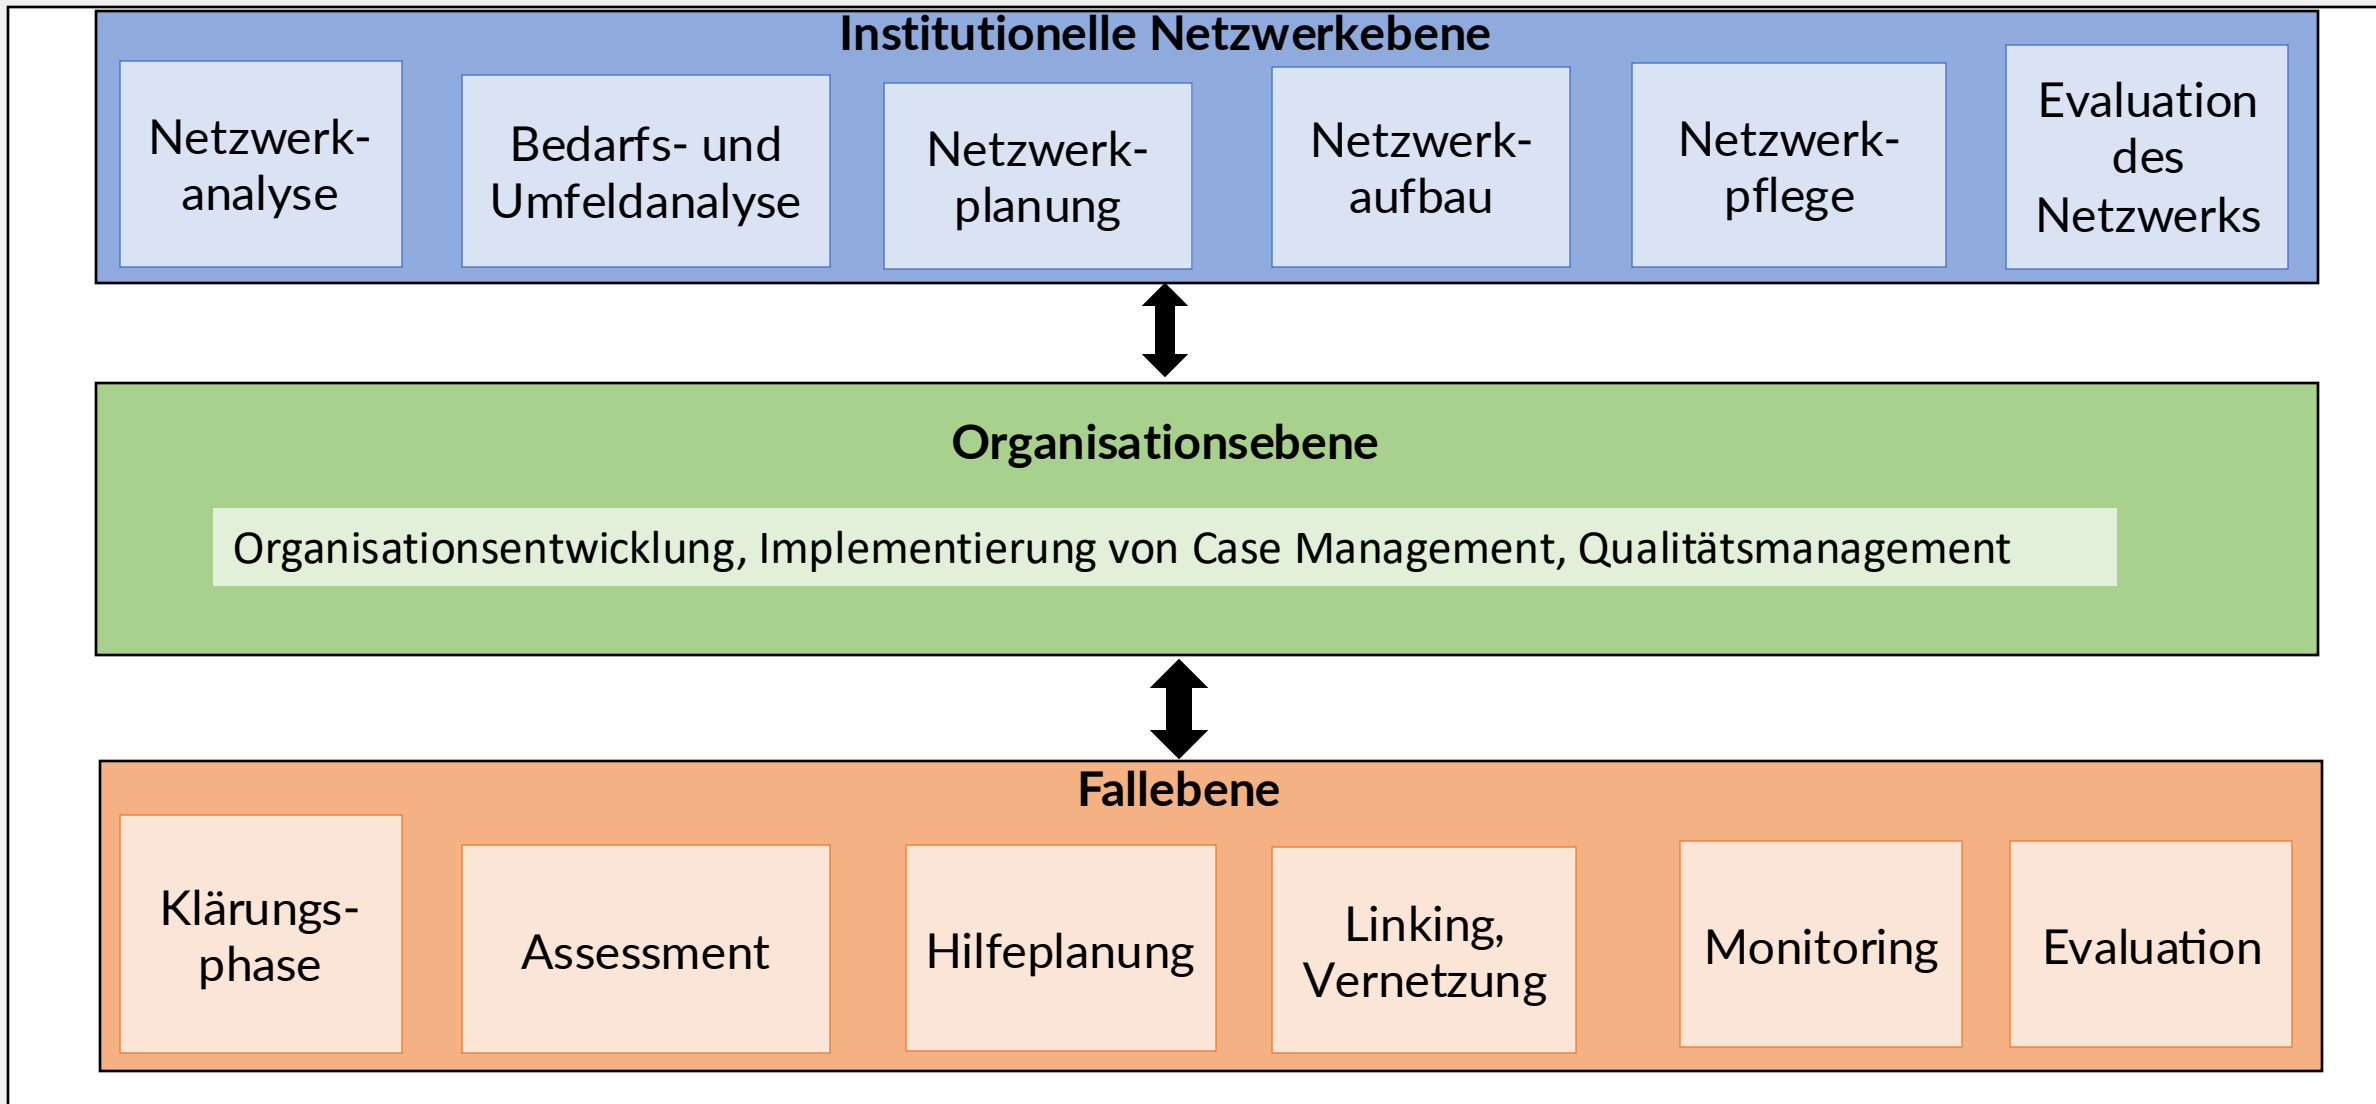 Institutionelle Netzwerkebene
Netzwerk-
analyse
Bedarfs- und
Umfeldanalyse
Netzwerk-
planung
Netzwerk-
aufbau
Netzwerk-
pflege
Evaluation
des
Netzwerks
Organisationsebene
Organisationsentwicklung, Implementierung von Case Management, Qualitätsmanagement
Fallebene
Klärungs-
phase
Assessment
Hilfeplanung
Linking,
Vernetzung
Monitoring
Evaluation